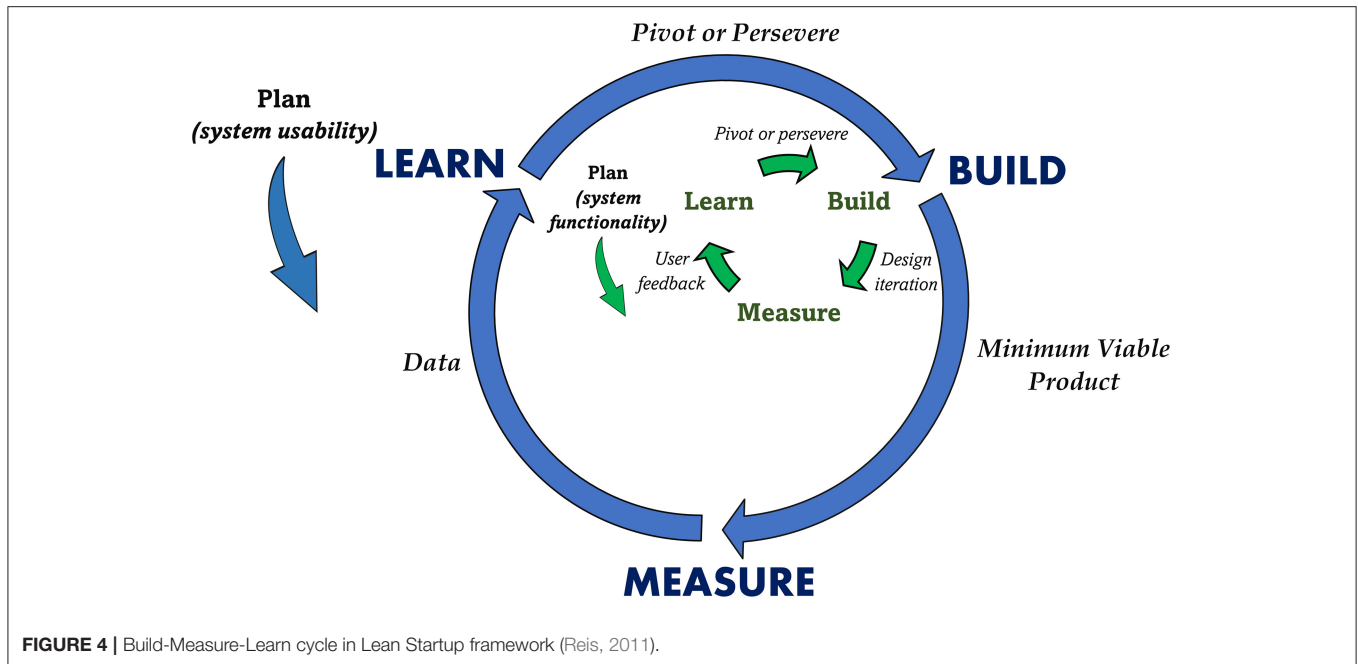 Pivot or Persevere
Plan
(system usability)
LEARN
BUILD
Pivot or persevere
Plan
(system
functionality)
Learn
Build
User
feedback
Design
iteration
Measure
Data
Minimum Viable
Product
MEASURE
FIGURE 4 | Build-Measure-Learn cycle in Lean Startup framework (Reis, 2011).